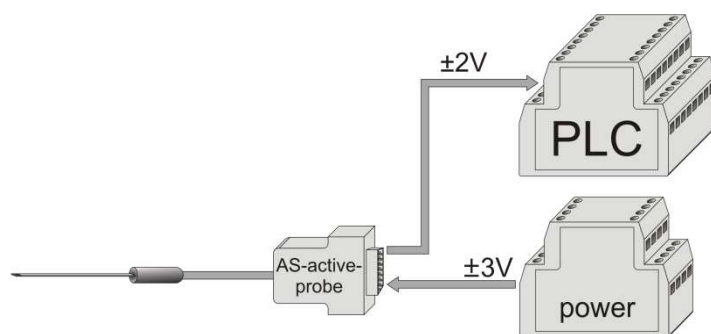 ±2V
PLC
AS-active-
probe
±3V
power